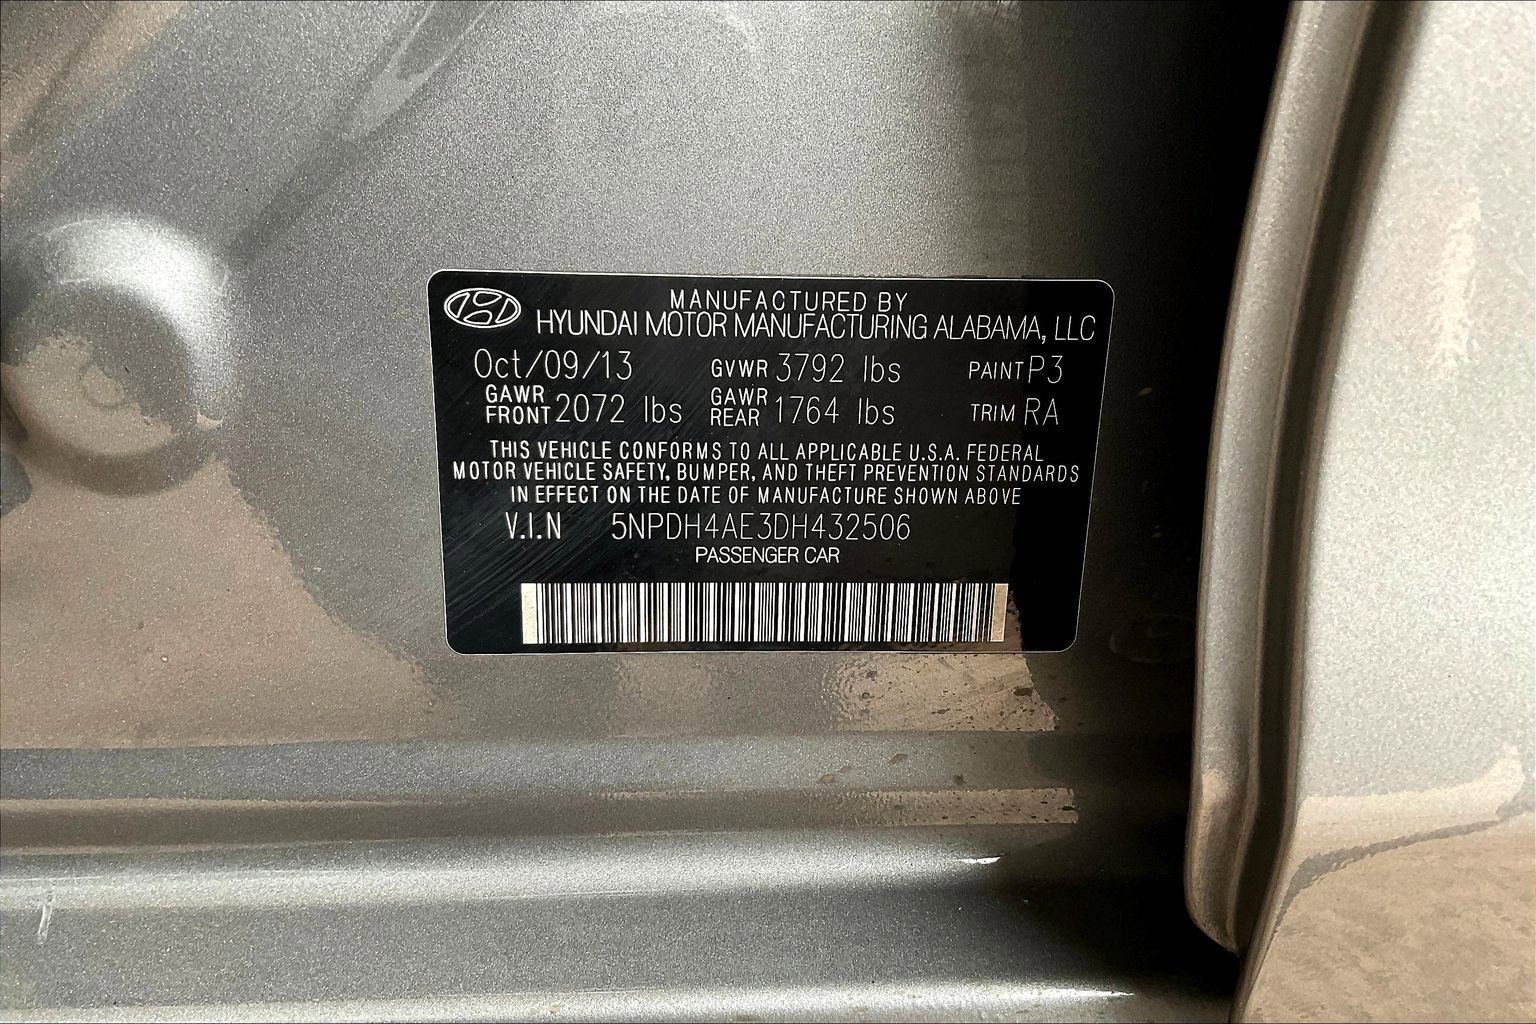 MANUFACTURED BY
HYUNDAI MOTOR MANUFACTURING ALABAMA, LLC
Oct/09/13 GVWR 3792 lbs PAINT P3
GAWR FRONT 2072 lbs GAWR REAR 1764 lbs TRIM RA
THIS VEHICLE CONFORMS TO ALL APPLICABLE U.S.A. FEDERAL
MOTOR VEHICLE SAFETY, BUMPER, AND THEFT PREVENTION STANDARDS
IN EFFECT ON THE DATE OF MANUFACTURE SHOWN ABOVE
V.I.N 5NPDH4AE3DH432506
PASSENGER CAR